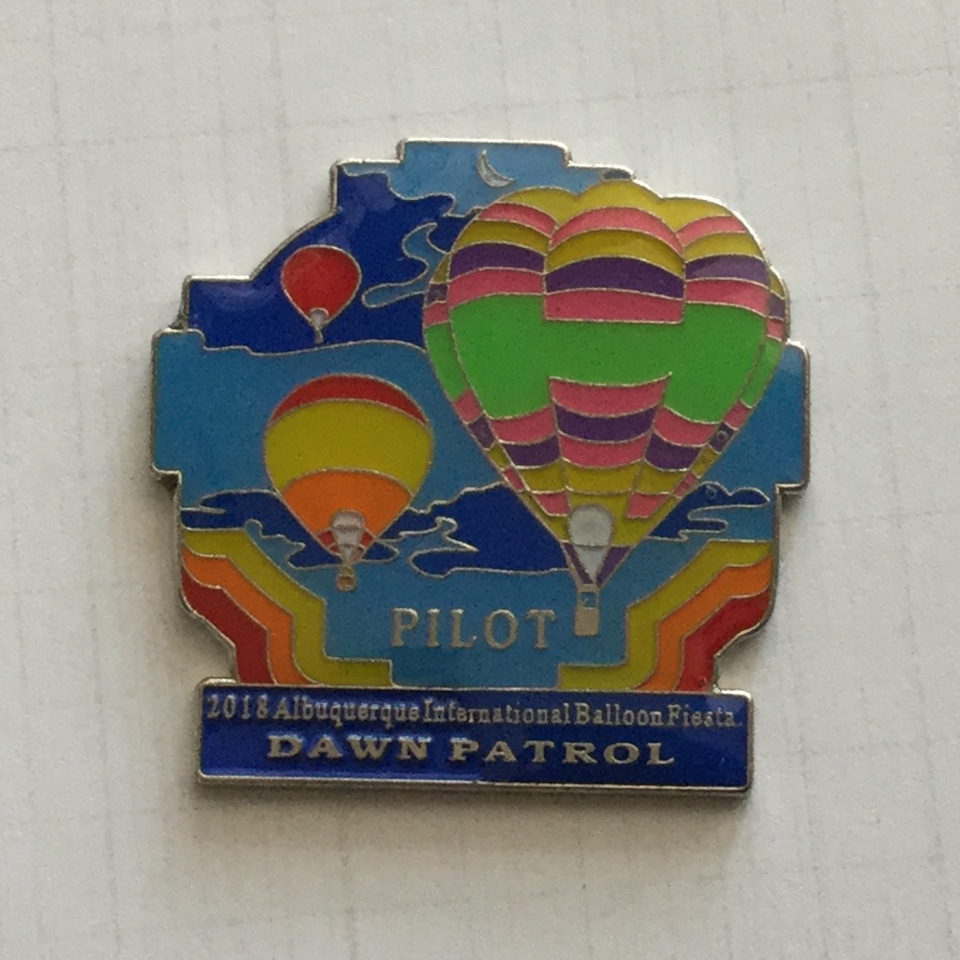 PILOT
2018 Albuquerque International Balloon Fiesta
DAWN PATROL